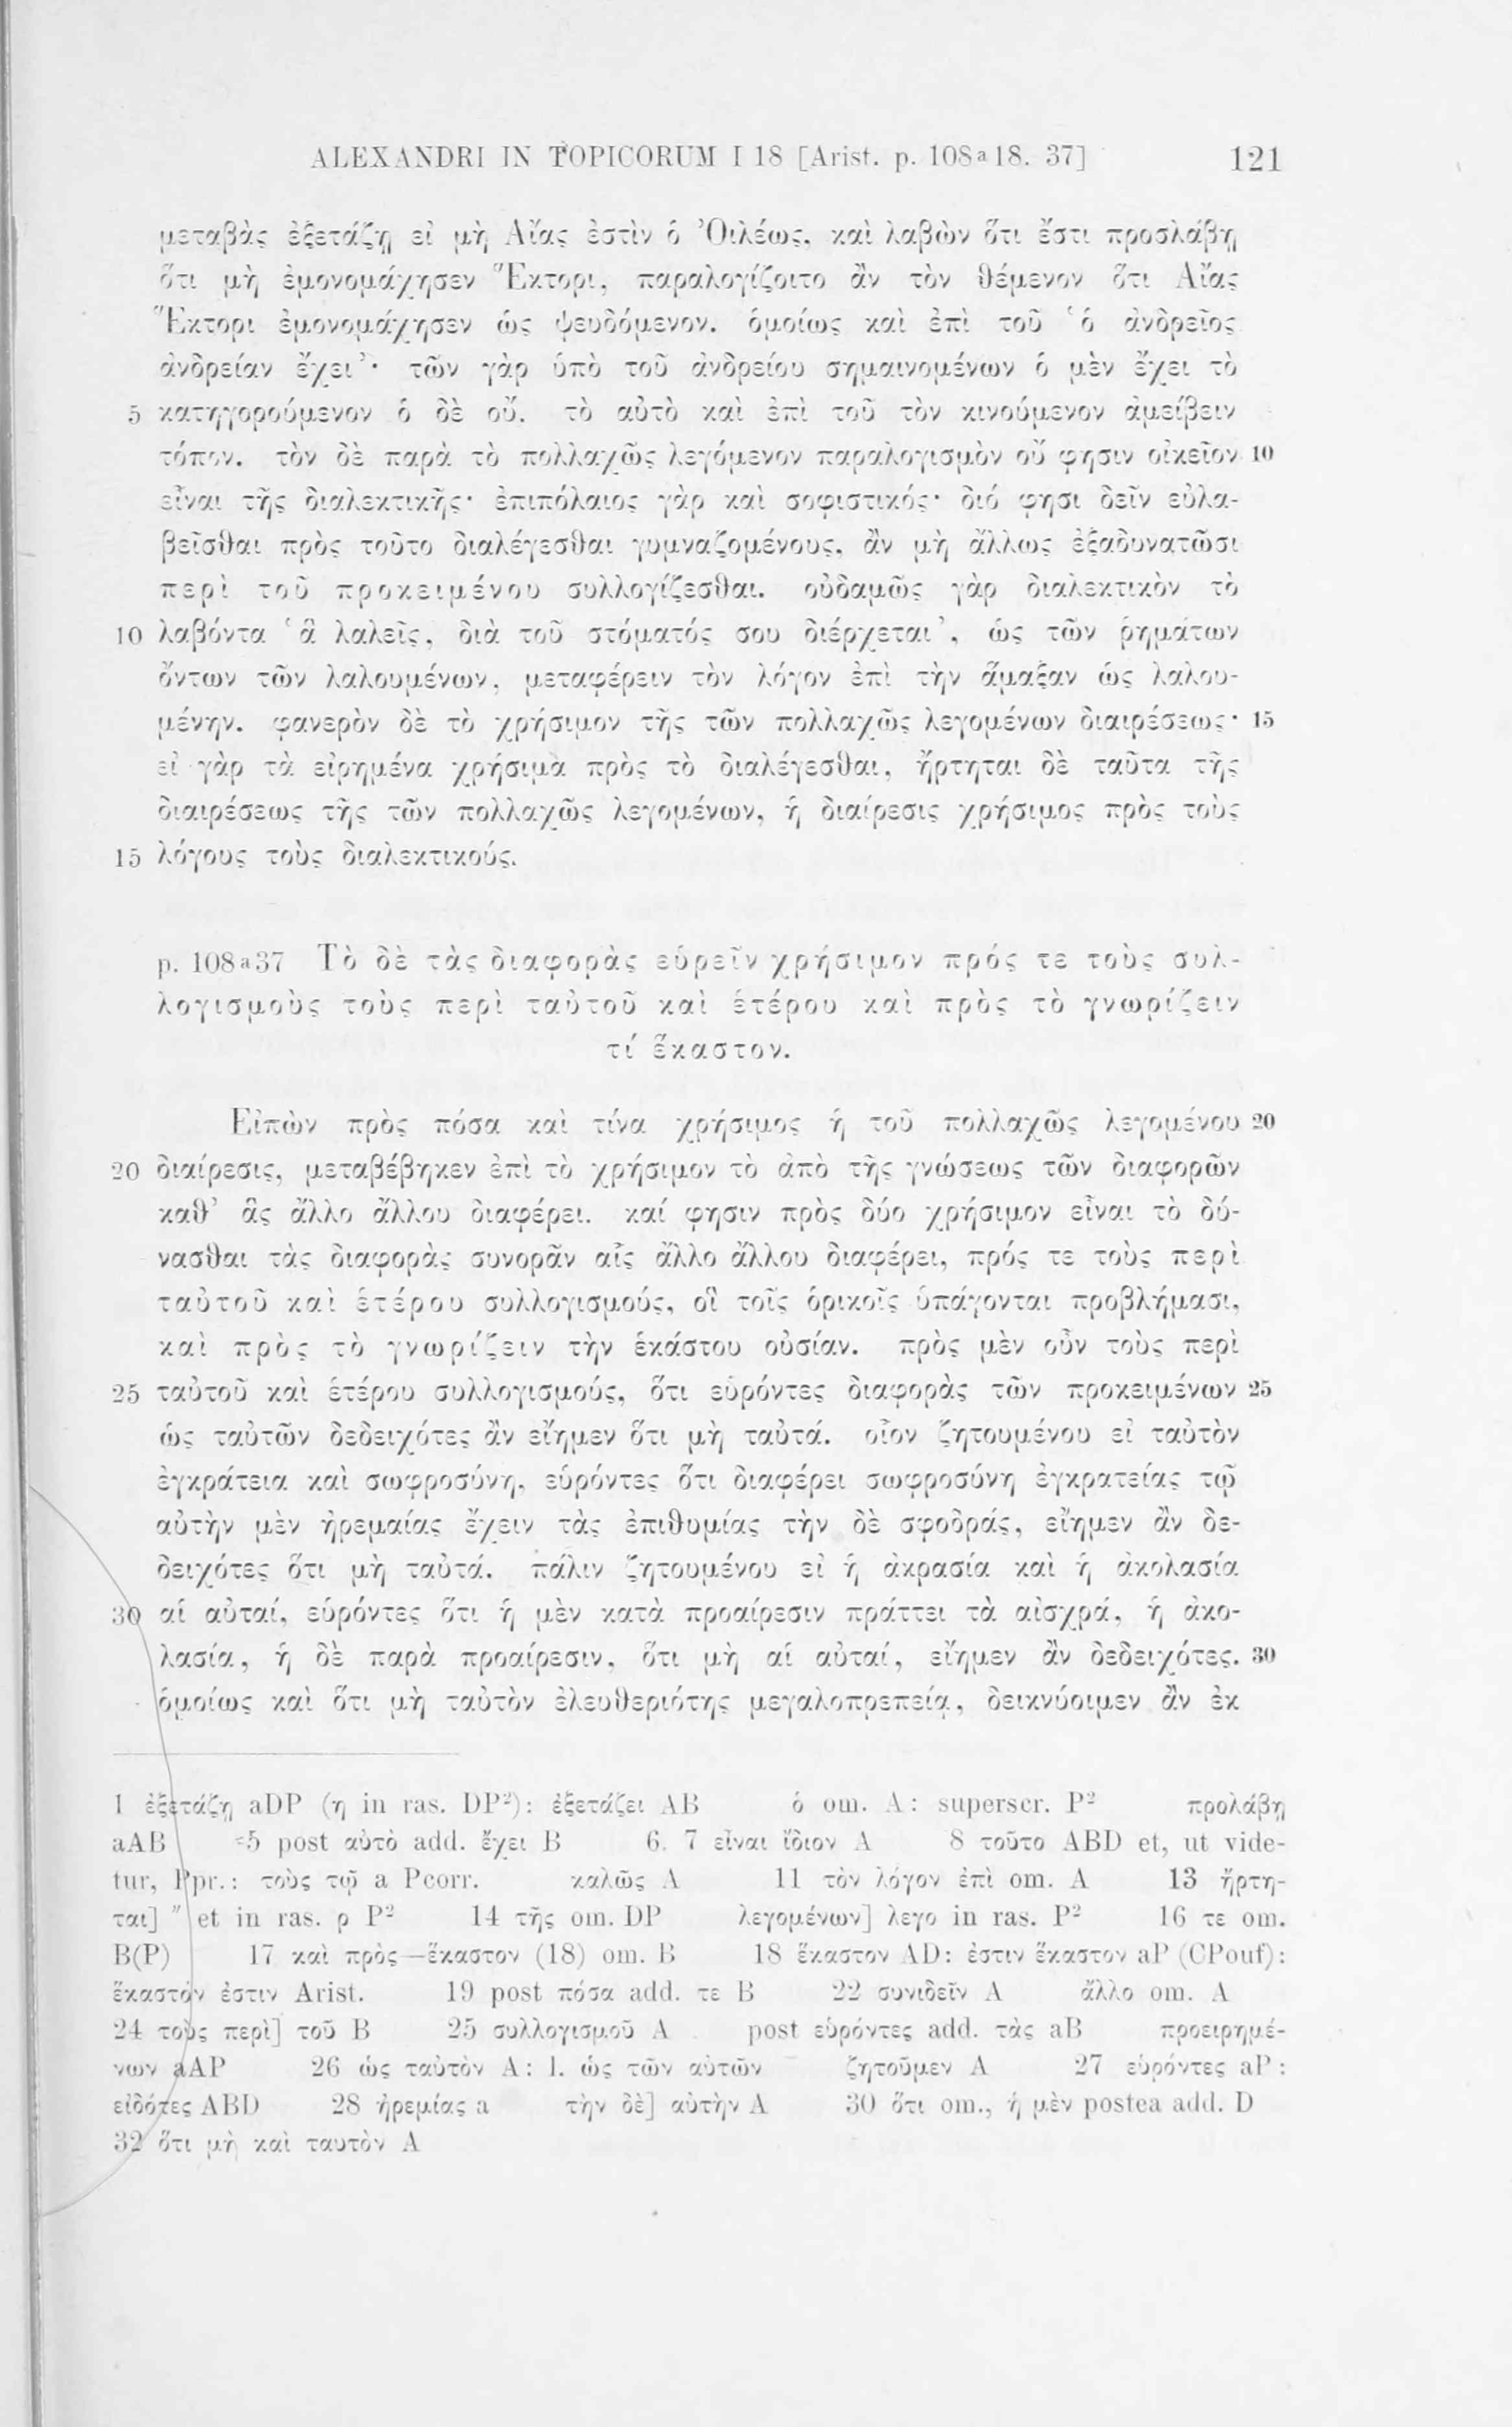 ALEXANDRI IN TOPICORUM I 18 [Arist. p. 108ᵃ18. 37] 121
μεταβὰς ἐξετάζῃ εἰ μὴ Αἴας ἐστὶν ὁ Ὀιλέως, καὶ λαβὼν ὅτι ἔστι προσλάβῃ
ὅτι μὴ ἐμονομάχησεν Ἕκτορι, παραλογίζοιτο ἂν τὸν θέμενον ὅτι Αἴας
Ἕκτορι ἐμονομάχησεν ὡς ψευδόμενον. ὁμοίως καὶ ἐπὶ τοῦ ‘ὁ ἀνδρεῖος
ἀνδρείαν ἔχει’· τῶν γὰρ ὑπὸ τοῦ ἀνδρείου σημαινομένων ὁ μὲν ἔχει τὸ
5 κατηγορούμενον ὁ δὲ οὔ. τὸ αὐτὸ καὶ ἐπὶ τοῦ τὸν κινούμενον ἀμείβειν
τόπον. τὸν δὲ παρὰ τὸ πολλαχῶς λεγόμενον παραλογισμὸν οὔ φησιν οἰκεῖον 10
εἶναι τῆς διαλεκτικῆς· ἐπιπόλαιος γὰρ καὶ σοφιστικός· διό φησι δεῖν εὐλα-
βεῖσθαι πρὸς τοῦτο διαλέγεσθαι γυμναζομένους, ἂν μὴ ἄλλως ἐξαδυνατῶσι
περὶ τοῦ προκειμένου συλλογίζεσθαι. οὐδαμῶς γὰρ διαλεκτικὸν τὸ
10 λαβόντα ‘ἃ λαλεῖς, διὰ τοῦ στόματός σου διέρχεται’, ὡς τῶν ῥημάτων
ὄντων τῶν λαλουμένων, μεταφέρειν τὸν λόγον ἐπὶ τὴν ἅμαξαν ὡς λαλου-
μένην. φανερὸν δὲ τὸ χρήσιμον τῆς τῶν πολλαχῶς λεγομένων διαιρέσεως· 15
εἰ γὰρ τὰ εἰρημένα χρήσιμα πρὸς τὸ διαλέγεσθαι, ἤρτηται δὲ ταῦτα τῆς
διαιρέσεως τῆς τῶν πολλαχῶς λεγομένων, ἡ διαίρεσις χρήσιμος πρὸς τοὺς
15 λόγους τοὺς διαλεκτικούς.
p. 108ᵃ37 Τὸ δὲ τὰς διαφορὰς εὑρεῖν χρήσιμον πρός τε τοὺς συλ-
λογισμοὺς τοὺς περὶ ταὐτοῦ καὶ ἑτέρου καὶ πρὸς τὸ γνωρίζειν
τί ἕκαστον.
Εἰπὼν πρὸς πόσα καὶ τίνα χρήσιμος ἡ τοῦ πολλαχῶς λεγομένου 20
20 διαίρεσις, μεταβέβηκεν ἐπὶ τὸ χρήσιμον τὸ ἀπὸ τῆς γνώσεως τῶν διαφορῶν
καθ’ ἃς ἄλλο ἄλλου διαφέρει. καί φησιν πρὸς δύο χρήσιμον εἶναι τὸ δύ-
νασθαι τὰς διαφορὰς συνορᾶν αἷς ἄλλο ἄλλου διαφέρει, πρός τε τοὺς περὶ
ταὐτοῦ καὶ ἑτέρου συλλογισμούς, οἳ τοῖς ὁρικοῖς ὑπάγονται προβλήμασι,
καὶ πρὸς τὸ γνωρίζειν τὴν ἑκάστου οὐσίαν. πρὸς μὲν οὖν τοὺς περὶ
25 ταὐτοῦ καὶ ἑτέρου συλλογισμούς, ὅτι εὑρόντες διαφορὰς τῶν προκειμένων 25
ὡς ταὐτῶν δεδειχότες ἂν εἴημεν ὅτι μὴ ταὐτά. οἷον ζητουμένου εἰ ταὐτὸν
ἐγκράτεια καὶ σωφροσύνη, εὑρόντες ὅτι διαφέρει σωφροσύνη ἐγκρατείας τῷ
αὐτὴν μὲν ἠρεμαίας ἔχειν τὰς ἐπιθυμίας τὴν δὲ σφοδράς, εἴημεν ἂν δε-
δειχότες ὅτι μὴ ταὐτά. πάλιν ζητουμένου εἰ ἡ ἀκρασία καὶ ἡ ἀκολασία
30 αἱ αὐταί, εὑρόντες ὅτι ἡ μὲν κατὰ προαίρεσιν πράττει τὰ αἰσχρά, ἡ ἀκο-
λασία, ἡ δὲ παρὰ προαίρεσιν, ὅτι μὴ αἱ αὐταί, εἴημεν ἂν δεδειχότες. 30
ὁμοίως καὶ ὅτι μὴ ταὐτὸν ἐλευθεριότης μεγαλοπρεπείᾳ, δεικνύοιμεν ἂν ἐκ
1 ἐξετάζῃ aDP (η in ras. DP²): ἐξετάζει AB ὁ om. A: superscr. P² προλάβῃ
aAB 5 post αὐτὸ add. ἔχει B 6. 7 εἶναι ἴδιον A 8 τοῦτο ABD et, ut vide-
tur, Ppr.: τοὺς τῷ a Pcorr. καλῶς A 11 τὸν λόγον ἐπὶ om. A 13 ἤρτη-
ται] ʺ et in ras. ρ P² 14 τῆς om. DP λεγομένων] λεγο in ras. P² 16 τε om.
B(P) 17 καὶ πρὸς—ἕκαστον (18) om. B 18 ἕκαστον AD: ἐστιν ἕκαστον aP (CPouf):
ἕκαστόν ἐστιν Arist. 19 post πόσα add. τε B 22 συνιδεῖν A ἄλλο om. A
24 τοὺς περὶ] τοῦ B 25 συλλογισμοῦ A post εὑρόντες add. τὰς aB προειρημέ-
νων aAP 26 ὡς ταὐτὸν A: l. ὡς τῶν αὐτῶν ζητοῦμεν A 27 εὑρόντες aP:
εἰδότες ABD 28 ἠρεμίας a τὴν δὲ] αὐτὴν A 30 ὅτι om., ἡ μὲν postea add. D
32 ὅτι μὴ καὶ ταυτὸν A